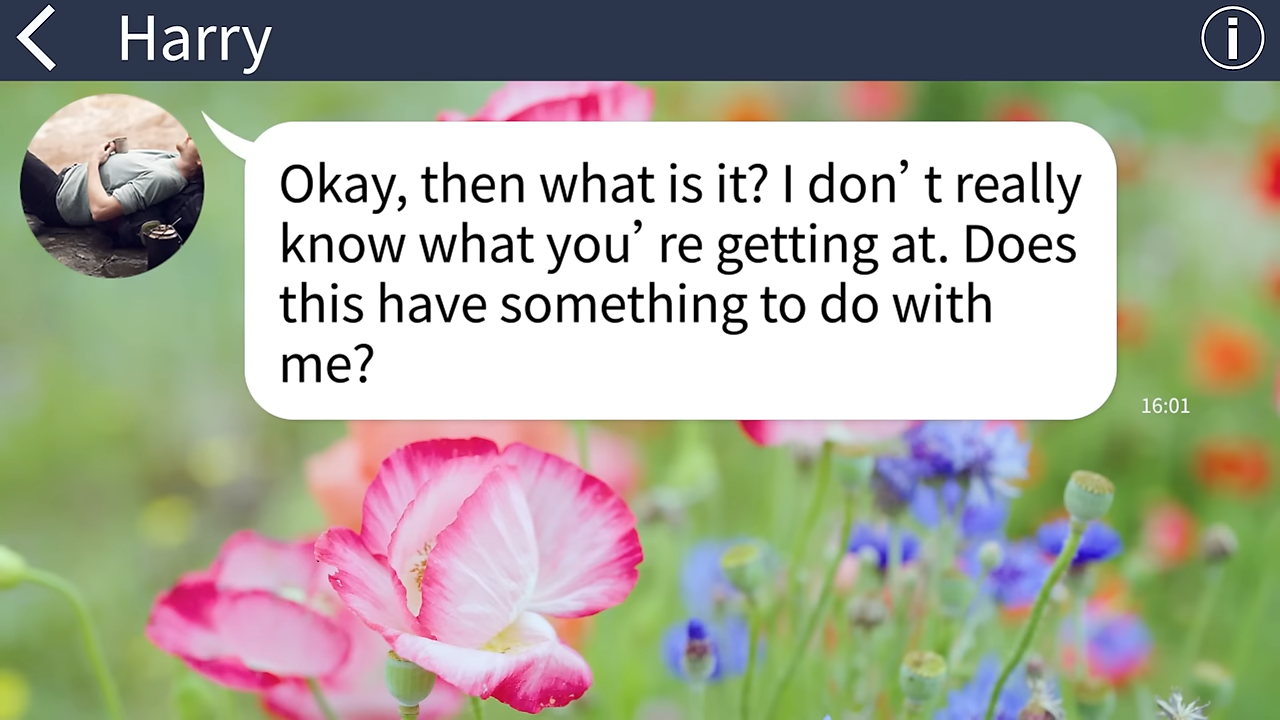 Harry
Okay, then what is it? I don’ t really
know what you’ re getting at. Does
this have something to do with
me?
16:01